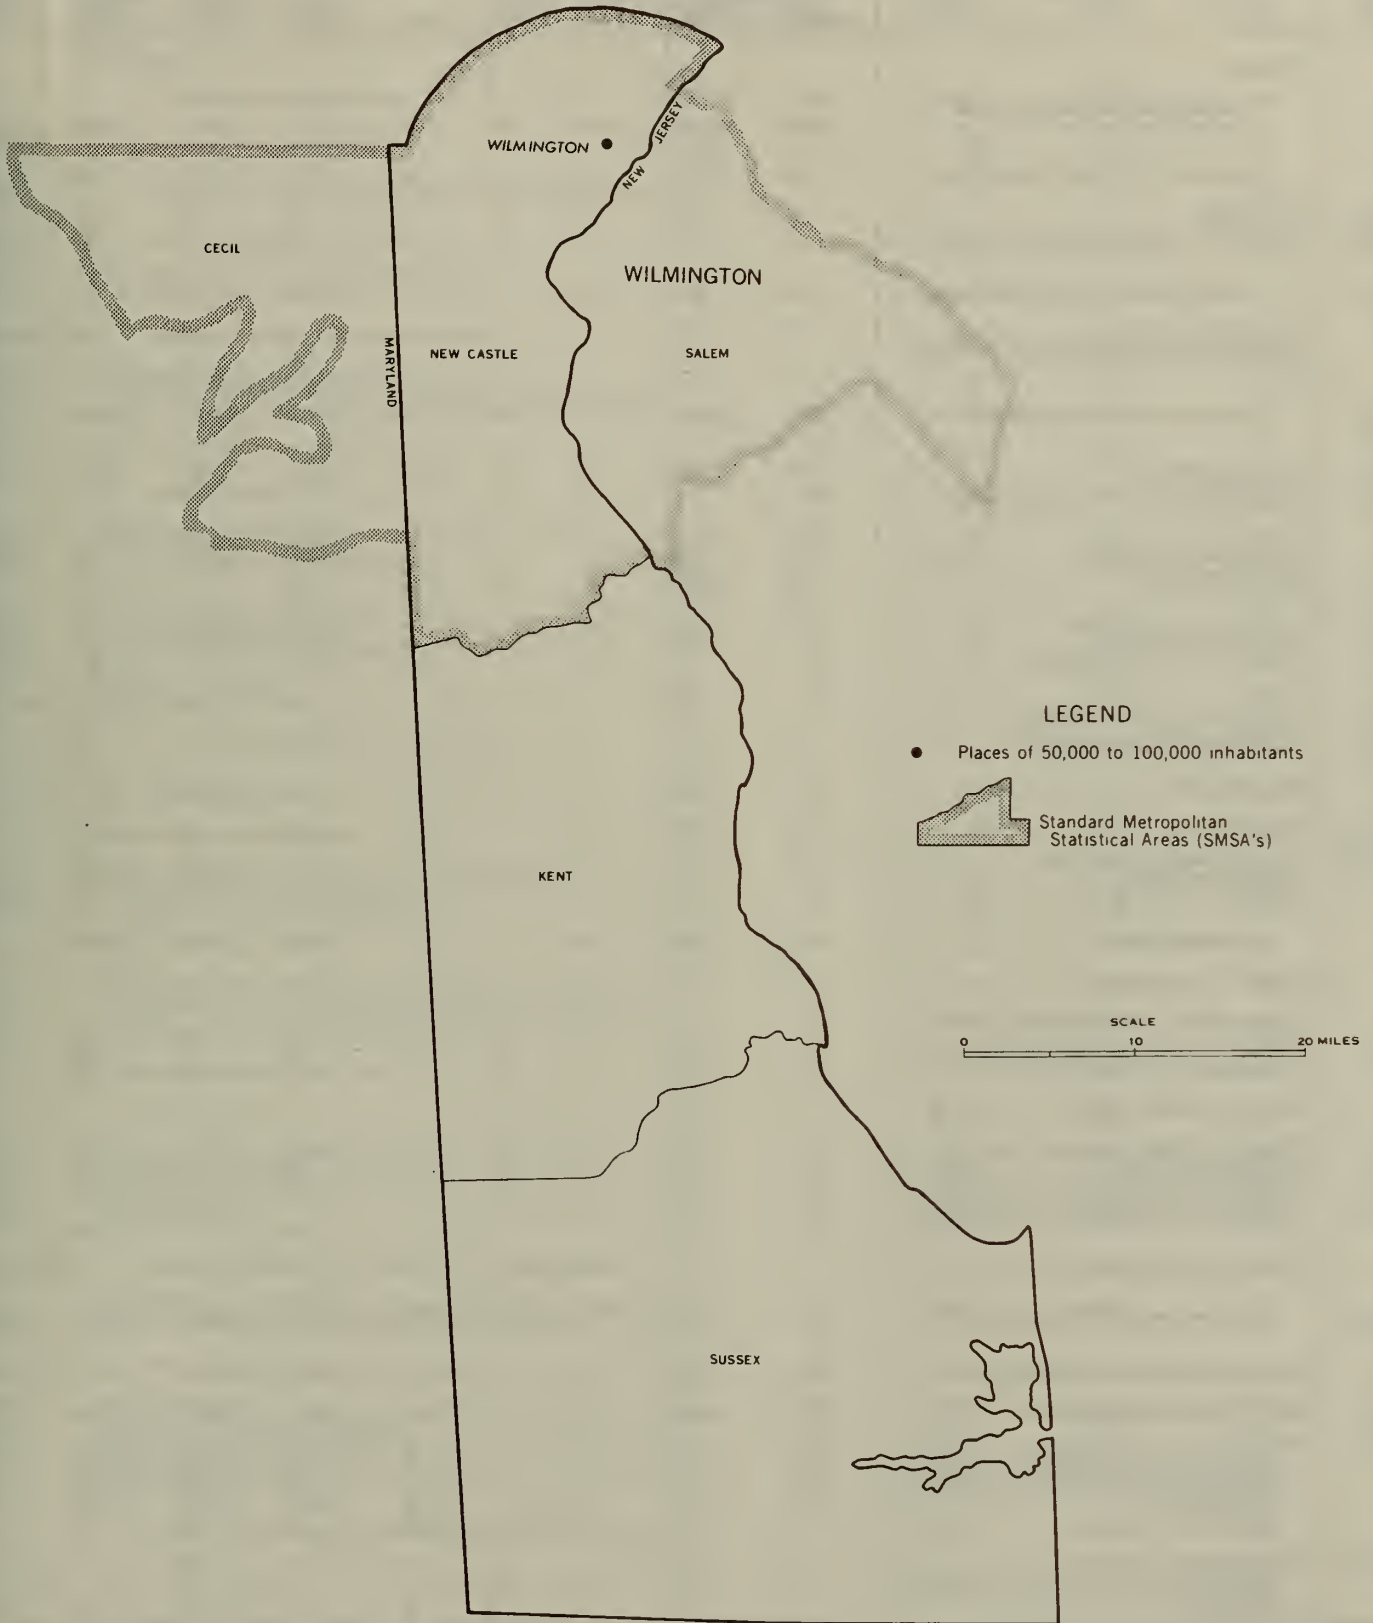 WILMINGTON
NEW JERSEY
CECIL
WILMINGTON
MARYLAND
NEW CASTLE
SALEM
LEGEND
Places of 50,000 to 100,000 inhabitants
Standard Metropolitan
Statistical Areas (SMSA's)
KENT
SCALE
0 10 20 MILES
SUSSEX